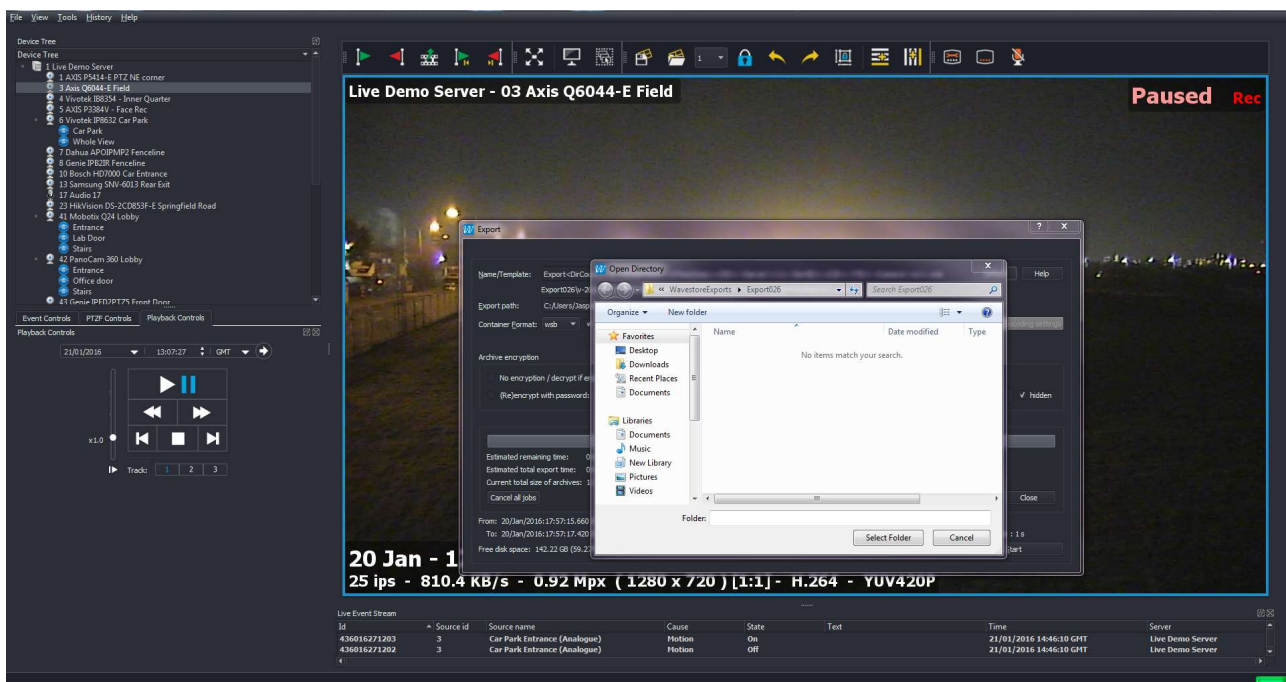 File View Tools History Help
Device Tree
Device Tree
1 Live Demo Server
1 AXIS P5414-E PTZ NE corner
3 Axis Q6044-E Field
4 Vivotek IB8354 - Inner Quarter
5 AXIS P3384V - Face Rec
6 Vivotek IP8632 Car Park
Car Park
Whole View
7 Dahua APOIPMP2 Fenceline
8 Genie IPB2IR Fenceline
10 Bosch HD7000 Car Entrance
13 Samsung SNV-6013 Rear Exit
17 Audio 17
23 HikVision DS-2CD853F-E Springfield Road
41 Mobotix Q24 Lobby
Entrance
Lab Door
Stairs
42 PanoCam 360 Lobby
Entrance
Office door
Stairs
43 Genie IPED2PTZ5 Front Door
Event Controls PTZF Controls Playback Controls
Playback Controls
21/01/2016 13:07:27 GMT
x1.0
Track: 1 2 3
1
Live Demo Server - 03 Axis Q6044-E Field
Paused Rec
Export
Name/Template: Export<DirCo
Help
Export026\v-20
Export path: C:/Users/Jasp
Container Format: wsb
Archive encryption
No encryption / decrypt if e
(Re)encrypt with password:
hidden
Estimated remaining time: 0
Estimated total export time: 0
Current total size of archives: 1
Cancel all jobs
Close
From: 20/Jan/2016:17:57:15.660
To: 20/Jan/2016:17:57:17.420
: 1 s
Free disk space: 142.22 GB (59.2
Start
Open Directory
« WavestoreExports Export026
Search Export026
Organize New folder
Favorites
Desktop
Downloads
Recent Places
Documents
Libraries
Documents
Music
New Library
Pictures
Videos
Name Date modified Type
No items match your search.
Folder:
Select Folder Cancel
20 Jan - 1
25 ips - 810.4 KB/s - 0.92 Mpx ( 1280 x 720 ) [1:1] - H.264 - YUV420P
Live Event Stream
Id Source id Source name Cause State Text Time Server
436016271203 3 Car Park Entrance (Analogue) Motion On 21/01/2016 14:46:10 GMT Live Demo Server
436016271202 3 Car Park Entrance (Analogue) Motion Off 21/01/2016 14:46:10 GMT Live Demo Server